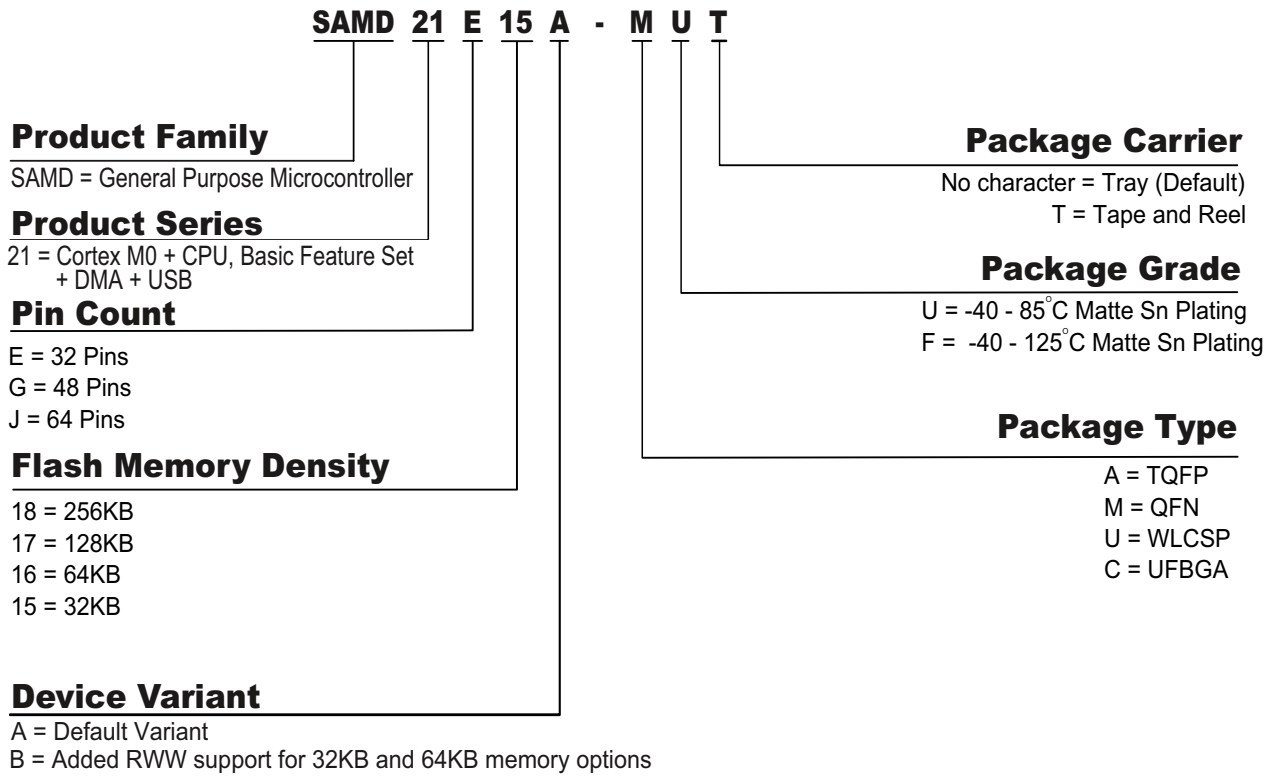 SAMD 21 E 15 A - M U T
Product Family
SAMD = General Purpose Microcontroller
Product Series
21 = Cortex M0 + CPU, Basic Feature Set
+ DMA + USB
Pin Count
E = 32 Pins
G = 48 Pins
J = 64 Pins
Flash Memory Density
18 = 256KB
17 = 128KB
16 = 64KB
15 = 32KB
Device Variant
A = Default Variant
B = Added RWW support for 32KB and 64KB memory options
Package Carrier
No character = Tray (Default)
T = Tape and Reel
Package Grade
U = -40 - 85°C Matte Sn Plating
F = -40 - 125°C Matte Sn Plating
Package Type
A = TQFP
M = QFN
U = WLCSP
C = UFBGA